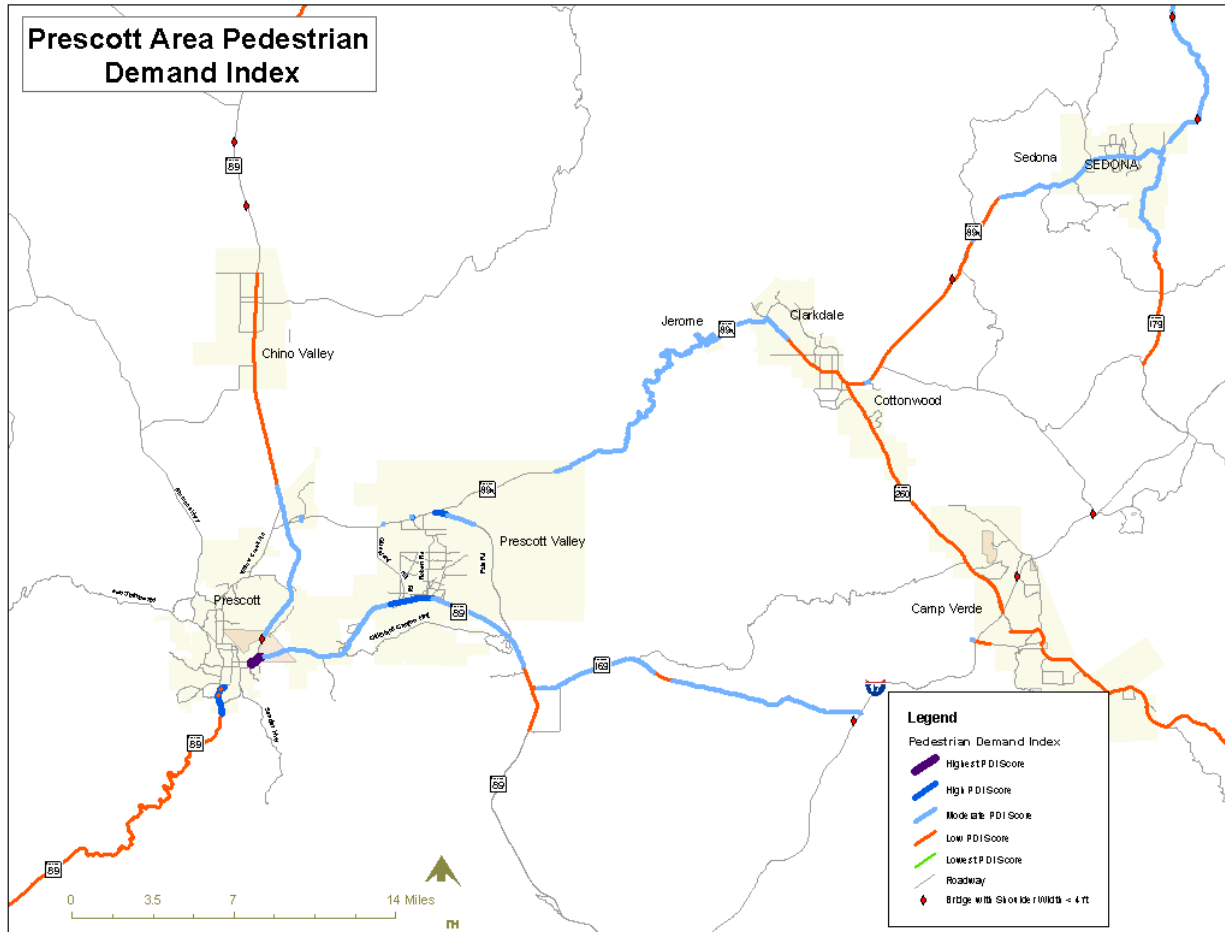 Prescott Area Pedestrian
Demand Index
89
Sedona
SEDONA
89A
179
Chino Valley
Jerome
89A
Clarkdale
Cottonwood
260
89A
Prescott Valley
Prescott
Camp Verde
89
169
89
89
89
Legend
Pedestrian Demand Index
Highest PDI Score
High PDI Score
Moderate PDI Score
Low PDI Score
Lowest PDI Score
Roadway
Bridge with Shoulder Width < 4 ft
0 3.5 7 14 Miles